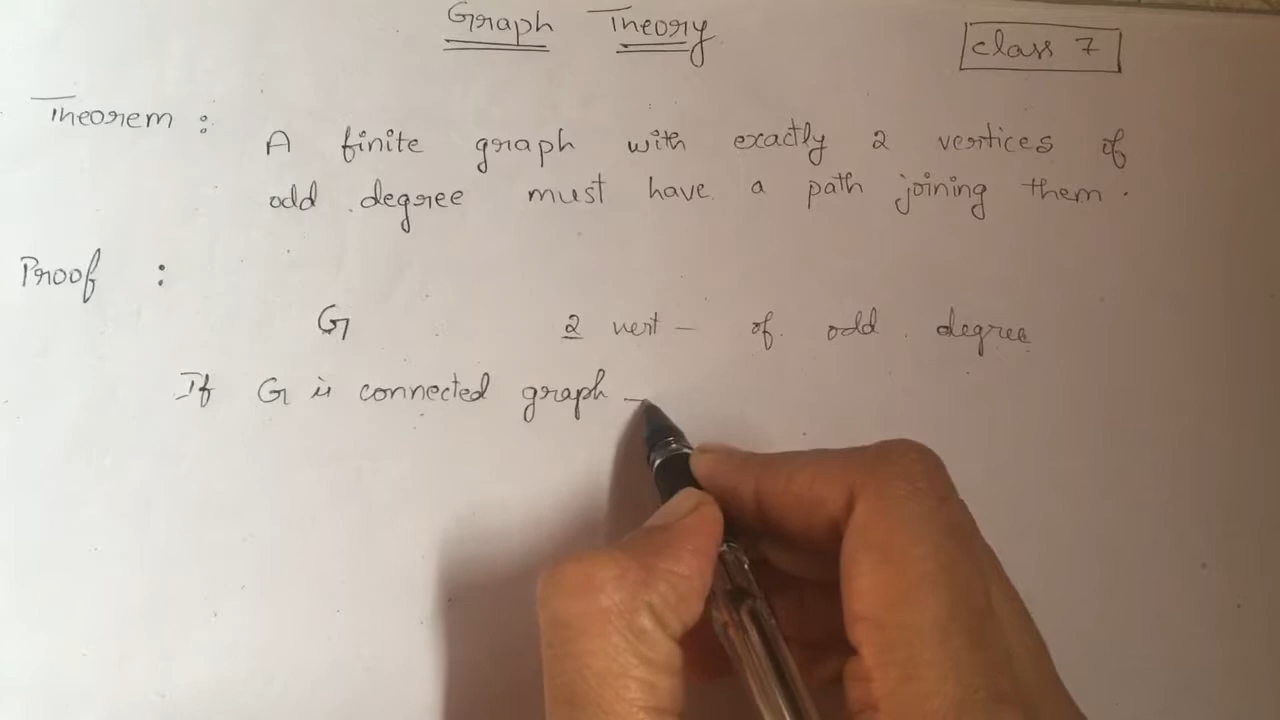 Graph Theory
class 7
Theorem :
A finite graph with exactly 2 vertices of
odd degree must have a path joining them.
Proof :
G 2 vert - of odd degree
If G is connected graph -